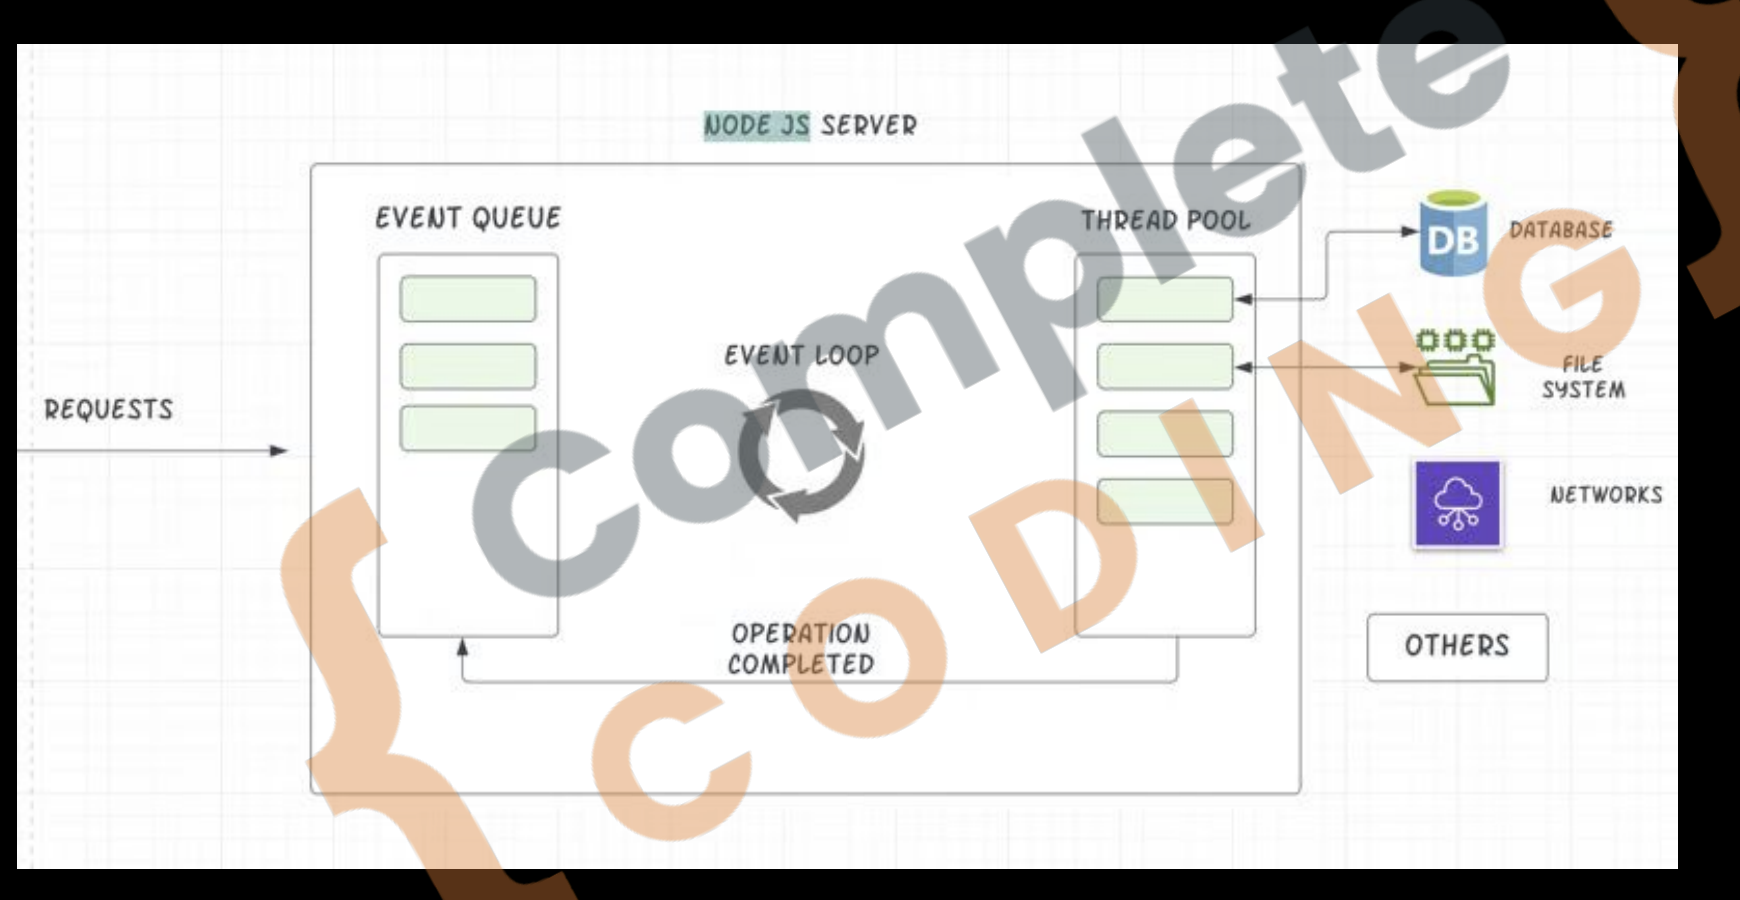 NODE JS SERVER
EVENT QUEUE
THREAD POOL
DB
DATABASE
EVENT LOOP
FILE
SYSTEM
REQUESTS
NETWORKS
OPERATION
COMPLETED
OTHERS
Complete
CODING